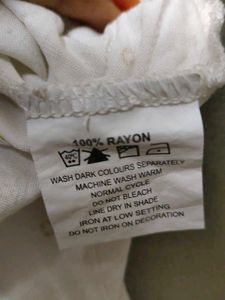 100% RAYON
WASH DARK COLOURS SEPARATELY
MACHINE WASH WARM
NORMAL CYCLE
DO NOT BLEACH
LINE DRY IN SHADE
IRON AT LOW SETTING
DO NOT IRON ON DECORATION